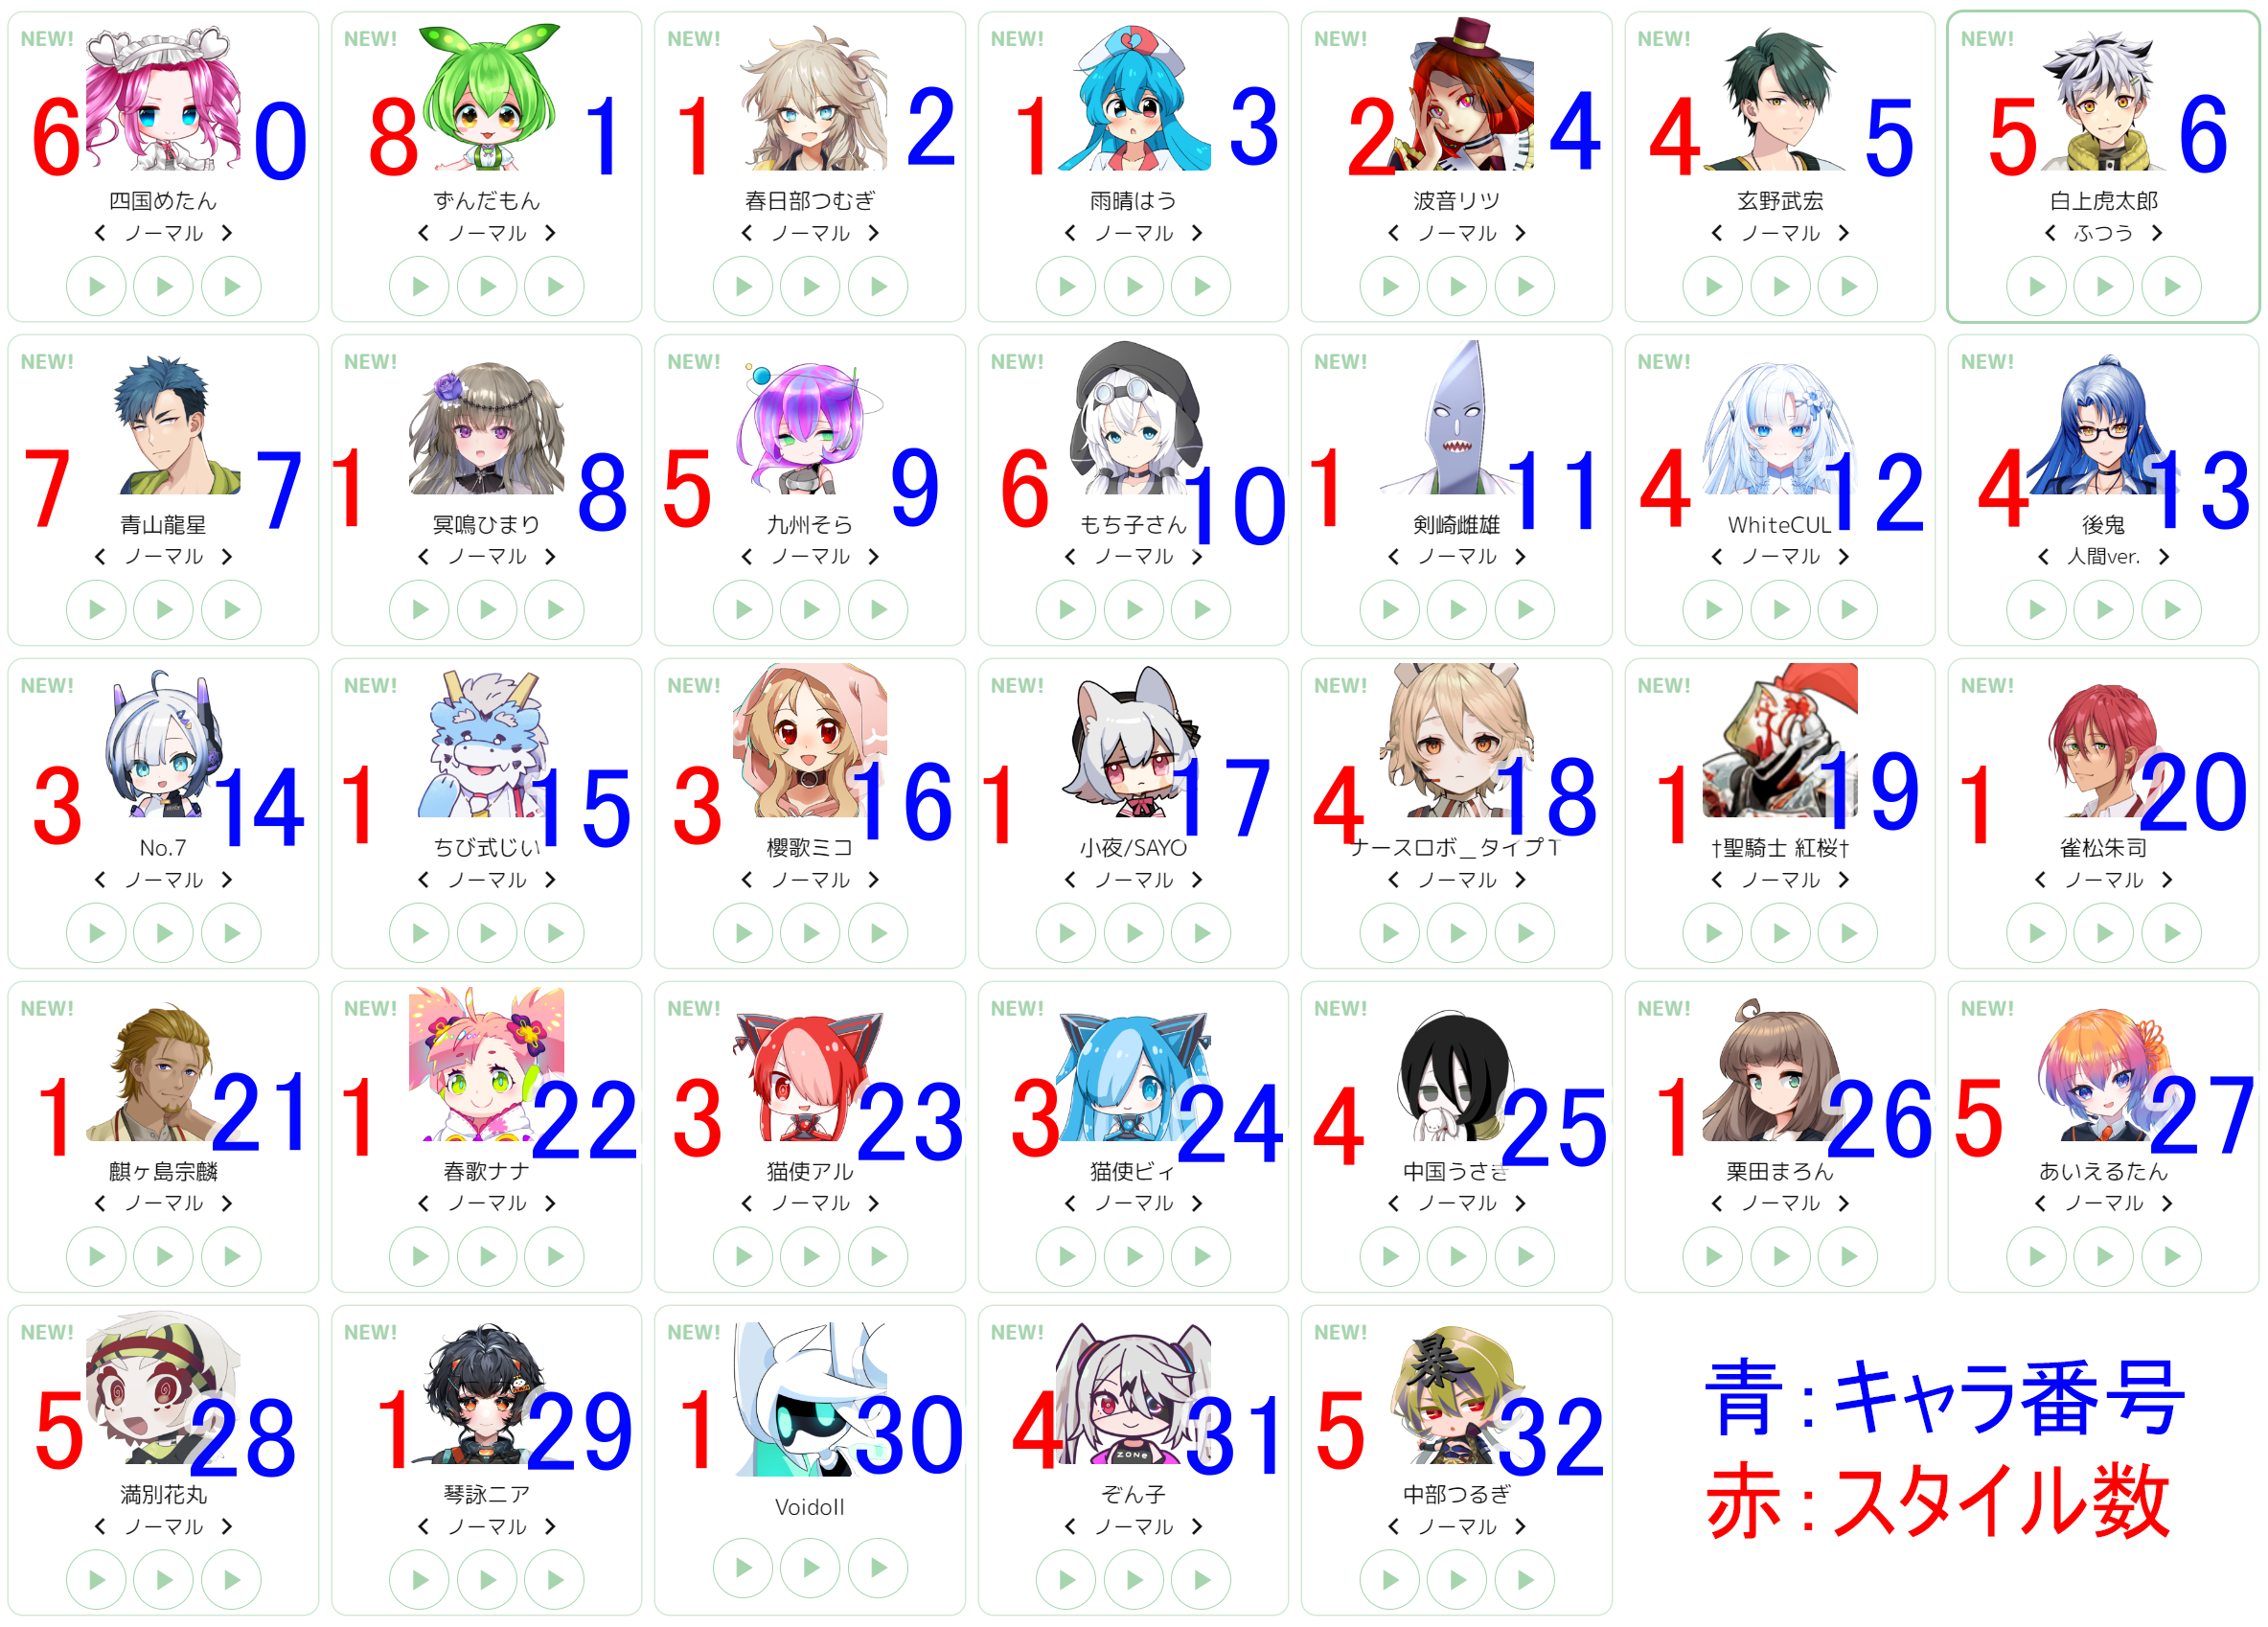 NEW!
6
0
四国めたん
ノーマル
NEW!
8
1
ずんだもん
ノーマル
NEW!
1
2
春日部つむぎ
ノーマル
NEW!
1
3
雨晴はう
ノーマル
NEW!
2
4
波音リツ
ノーマル
NEW!
4
5
玄野武宏
ノーマル
NEW!
5
6
白上虎太郎
ふつう
NEW!
7
7
青山龍星
ノーマル
NEW!
1
8
冥鳴ひまり
ノーマル
NEW!
5
9
九州そら
ノーマル
NEW!
6
10
もち子さん
ノーマル
NEW!
1
11
剣崎雌雄
ノーマル
NEW!
4
12
WhiteCUL
ノーマル
NEW!
4
13
後鬼
人間ver.
NEW!
3
14
No.7
ノーマル
NEW!
1
15
ちび式じい
ノーマル
NEW!
3
16
櫻歌ミコ
ノーマル
NEW!
1
17
小夜/SAYO
ノーマル
NEW!
4
18
ナースロボ＿タイプT
ノーマル
NEW!
1
19
†聖騎士 紅桜†
ノーマル
NEW!
1
20
雀松朱司
ノーマル
NEW!
1
21
麒ヶ島宗麟
ノーマル
NEW!
1
22
春歌ナナ
ノーマル
NEW!
3
23
猫使アル
ノーマル
NEW!
3
24
猫使ビィ
ノーマル
NEW!
4
25
中国うさぎ
ノーマル
NEW!
1
26
栗田まろん
ノーマル
NEW!
5
27
あいえるたん
ノーマル
NEW!
5
28
満別花丸
ノーマル
NEW!
1
29
琴詠ニア
ノーマル
NEW!
1
30
Voidoll
NEW!
4
31
ZONe
ぞん子
ノーマル
NEW!
暴
5
32
中部つるぎ
ノーマル
青：キャラ番号
赤：スタイル数